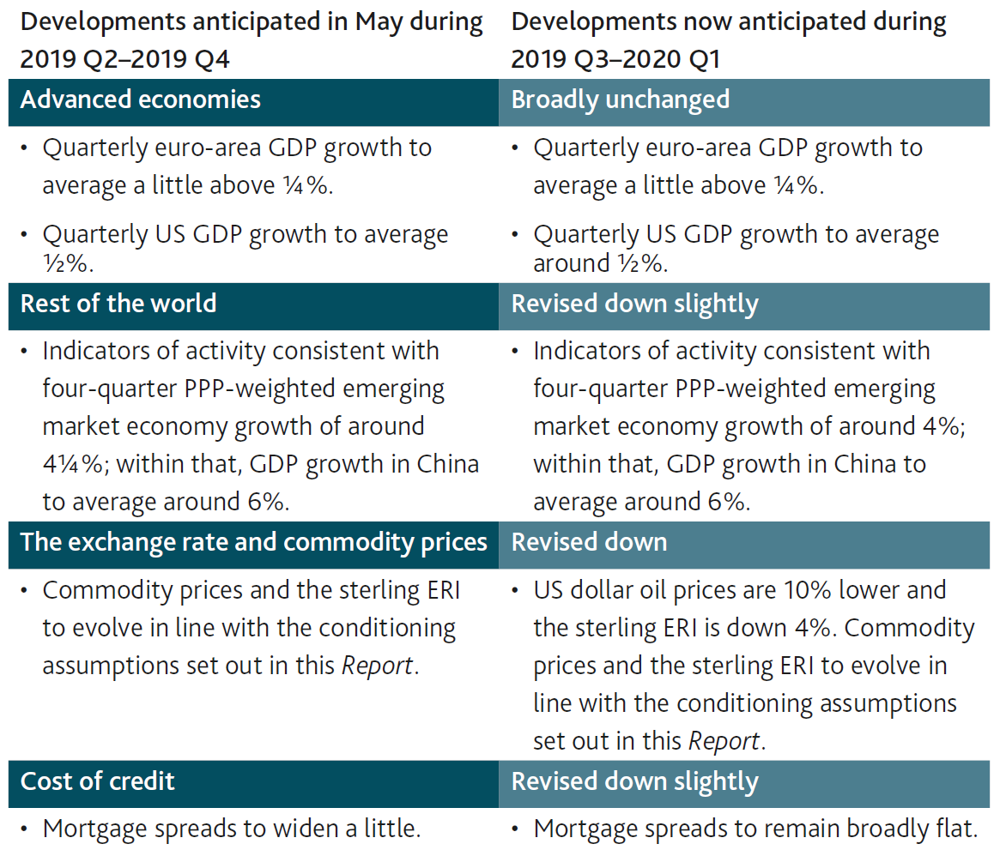 Developments anticipated in May during
2019 Q2–2019 Q4
Developments now anticipated during
2019 Q3–2020 Q1
Advanced economies
Broadly unchanged
• Quarterly euro-area GDP growth to
average a little above ¼%.
• Quarterly US GDP growth to average
½%.
• Quarterly euro-area GDP growth to
average a little above ¼%.
• Quarterly US GDP growth to average
around ½%.
Rest of the world
Revised down slightly
• Indicators of activity consistent with
four-quarter PPP-weighted emerging
market economy growth of around
4¼%; within that, GDP growth in China
to average around 6%.
• Indicators of activity consistent with
four-quarter PPP-weighted emerging
market economy growth of around 4%;
within that, GDP growth in China to
average around 6%.
The exchange rate and commodity prices
Revised down
• Commodity prices and the sterling ERI
to evolve in line with the conditioning
assumptions set out in this Report.
• US dollar oil prices are 10% lower and
the sterling ERI is down 4%. Commodity
prices and the sterling ERI to evolve in
line with the conditioning assumptions
set out in this Report.
Cost of credit
Revised down slightly
• Mortgage spreads to widen a little.
• Mortgage spreads to remain broadly flat.